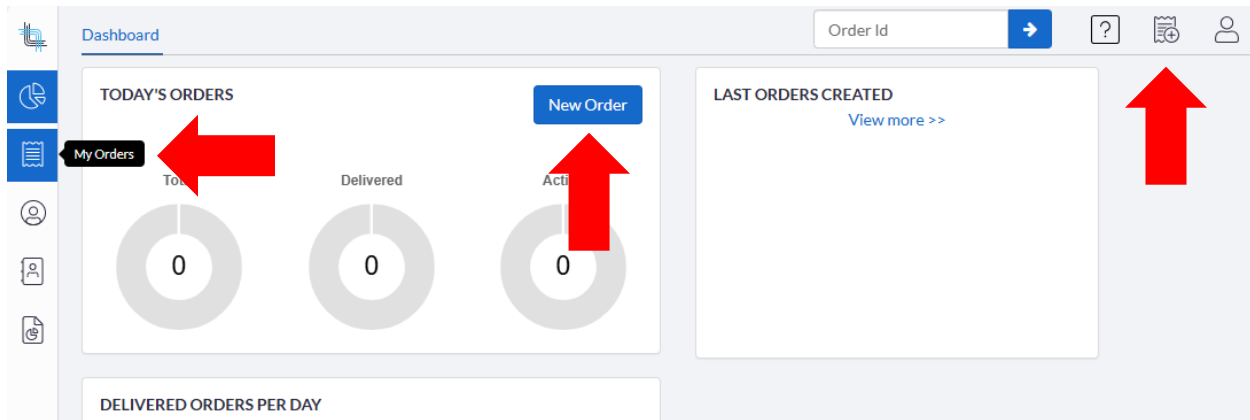 Dashboard
Order Id
?
TODAY'S ORDERS
New Order
LAST ORDERS CREATED
View more >>
My Orders
Delivered
0
0
0
DELIVERED ORDERS PER DAY